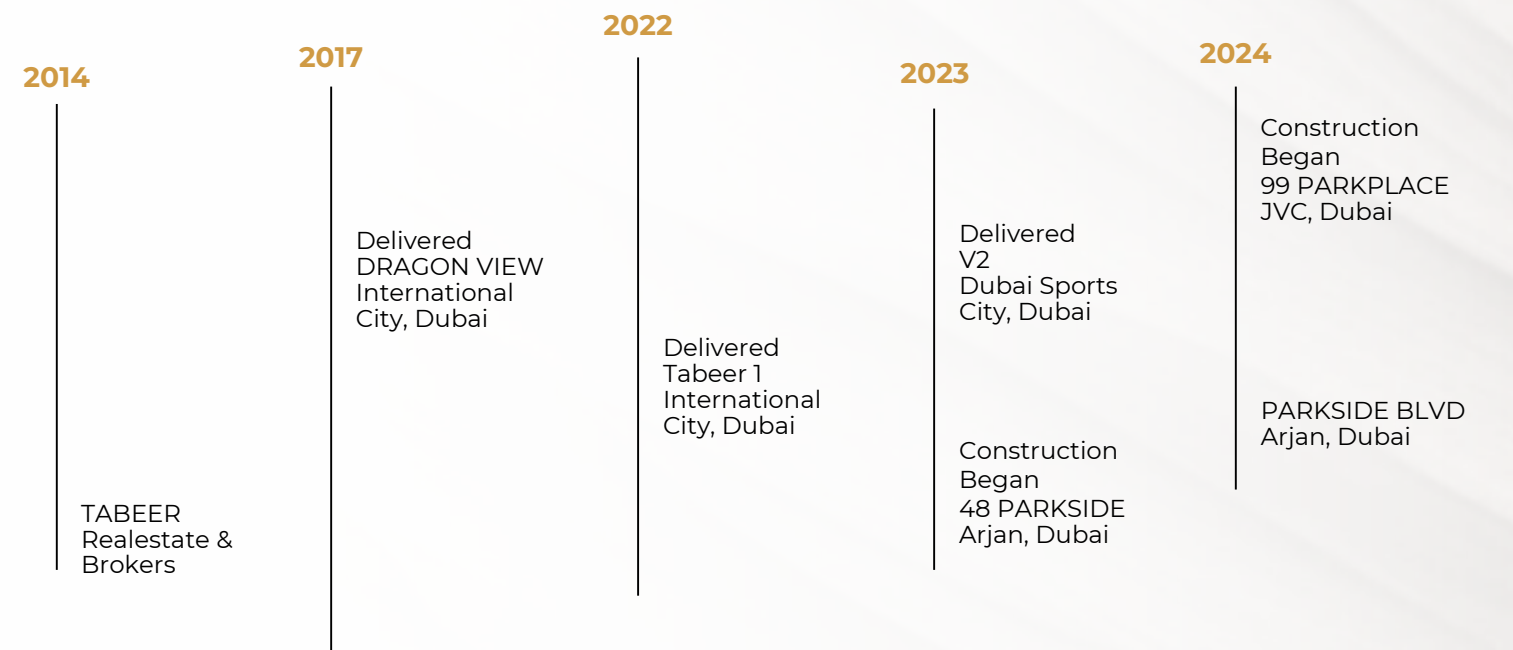 2014
TABEER
Realestate &
Brokers
2017
Delivered
DRAGON VIEW
International
City, Dubai
2022
Delivered
Tabeer 1
International
City, Dubai
2023
Delivered
V2
Dubai Sports
City, Dubai
Construction
Began
48 PARKSIDE
Arjan, Dubai
2024
Construction
Began
99 PARKPLACE
JVC, Dubai
PARKSIDE BLVD
Arjan, Dubai